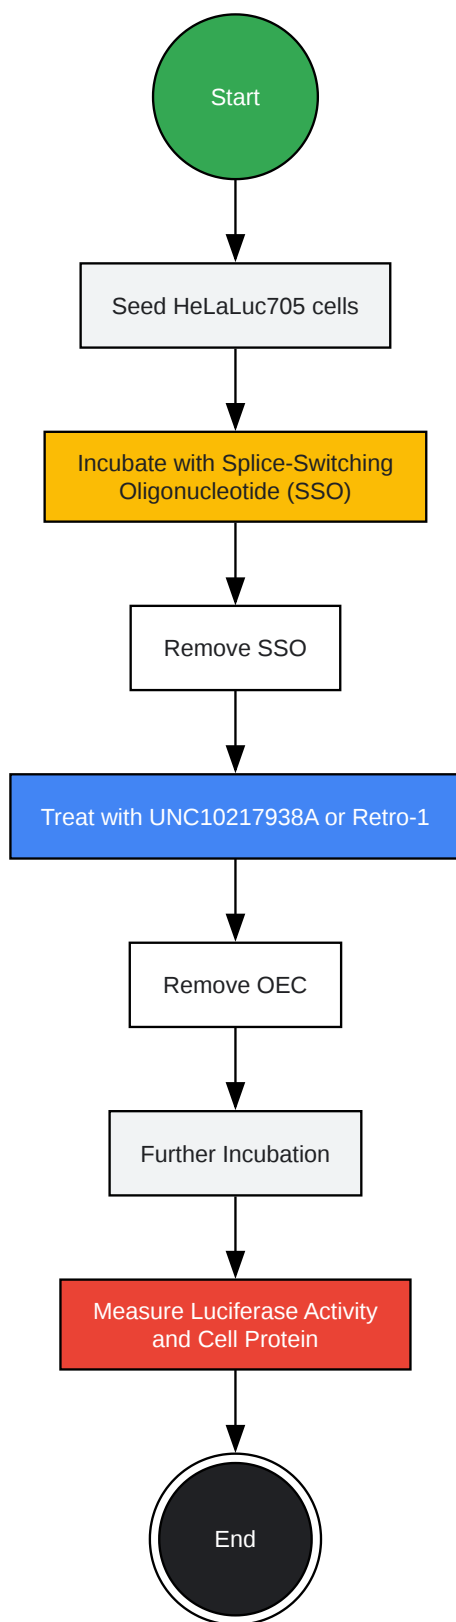 Start
Seed HeLaLuc705 cells
Incubate with Splice-Switching
Oligonucleotide (SSO)
Remove SSO
Treat with UNC10217938A or Retro-1
Remove OEC
Further Incubation
Measure Luciferase Activity
and Cell Protein
End